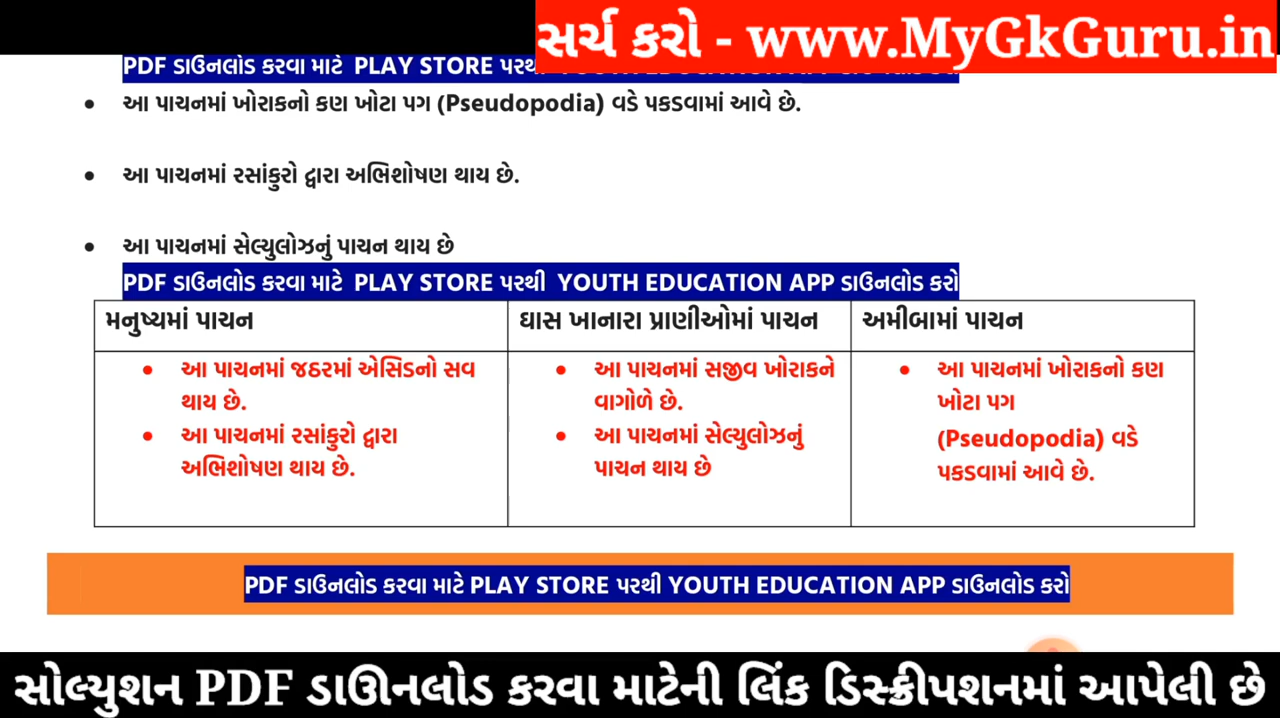 સર્ચ કરો - www.MyGkGuru.in
PDF ડાઉનલોડ કરવા માટે PLAY STORE પરથી
• આ પાચનમાં ખોરાકનો કણ ખોટા પગ (Pseudopodia) વડે પકડવામાં આવે છે.
• આ પાચનમાં રસાંકુરો દ્વારા અભિશોષણ થાય છે.
• આ પાચનમાં સેલ્યુલોઝનું પાચન થાય છે
PDF ડાઉનલોડ કરવા માટે PLAY STORE પરથી YOUTH EDUCATION APP ડાઉનલોડ કરો
મનુષ્યમાં પાચન
• આ પાચનમાં જઠરમાં એસિડનો સવ
થાય છે.
• આ પાચનમાં રસાંકુરો દ્વારા
અભિશોષણ થાય છે.
ઘાસ ખાનારા પ્રાણીઓમાં પાચન
• આ પાચનમાં સજીવ ખોરાકને
વાગોળે છે.
• આ પાચનમાં સેલ્યુલોઝનું
પાચન થાય છે
અમીબામાં પાચન
• આ પાચનમાં ખોરાકનો કણ
ખોટા પગ
(Pseudopodia) વડે
પકડવામાં આવે છે.
PDF ડાઉનલોડ કરવા માટે PLAY STORE પરથી YOUTH EDUCATION APP ડાઉનલોડ કરો
સોલ્યુશન PDF ડાઊનલોડ કરવા માટેની લિંક ડિસ્ક્રીપશનમાં આપેલી છે